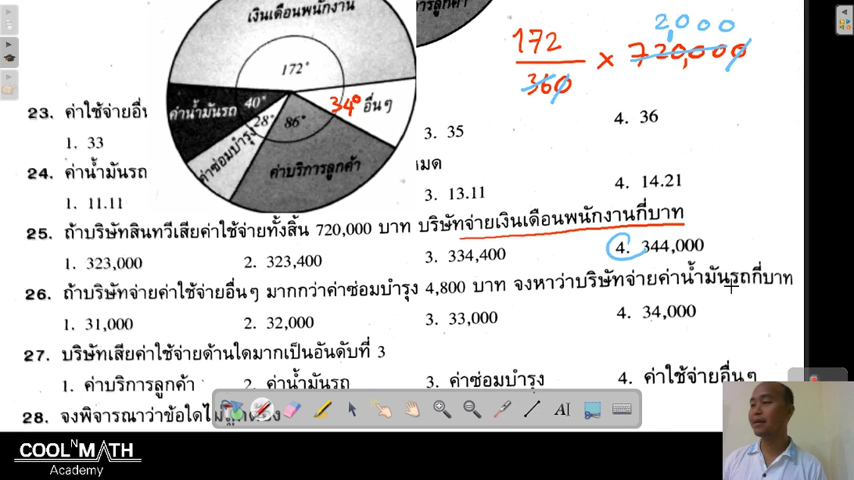 เงินเดือนพนักงาน
172°
ค่าน้ำมันรถ 40°
28° 86°
34° อื่นๆ
ค่าซ่อมบำรุง
ค่าบริการลูกค้า
172
360
× 720,000
2,000
23. ค่าใช้จ่ายอื่น
1. 33
3. 35
4. 36
24. ค่าน้ำมันรถ
มด
1. 11.11
3. 13.11
4. 14.21
25. ถ้าบริษัทสินทวีเสียค่าใช้จ่ายทั้งสิ้น 720,000 บาท บริษัทจ่ายเงินเดือนพนักงานกี่บาท
1. 323,000 2. 323,400 3. 334,400 4. 344,000
26. ถ้าบริษัทจ่ายค่าใช้จ่ายอื่นๆ มากกว่าค่าซ่อมบำรุง 4,800 บาท จงหาว่าบริษัทจ่ายค่าน้ำมันรถกี่บาท
1. 31,000 2. 32,000 3. 33,000 4. 34,000
27. บริษัทเสียค่าใช้จ่ายด้านใดมากเป็นอันดับที่ 3
1. ค่าบริการลูกค้า 2. ค่าน้ำมันรถ 3. ค่าซ่อมบำรุง 4. ค่าใช้จ่ายอื่นๆ
28. จงพิจารณาว่าข้อใด
COOL N MATH
Academy